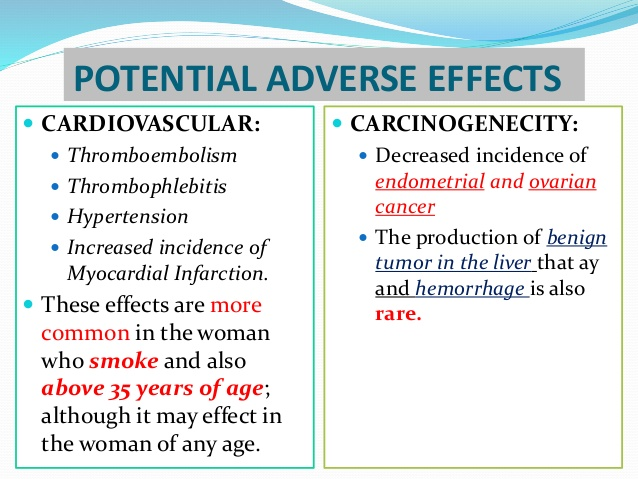 POTENTIAL ADVERSE EFFECTS
CARDIOVASCULAR:
Thromboembolism
Thrombophlebitis
Hypertension
Increased incidence of
Myocardial Infarction.
These effects are more
common in the woman
who smoke and also
above 35 years of age;
although it may effect in
the woman of any age.
CARCINOGENECITY:
Decreased incidence of
endometrial and ovarian
cancer
The production of benign
tumor in the liver that ay
and hemorrhage is also
rare.